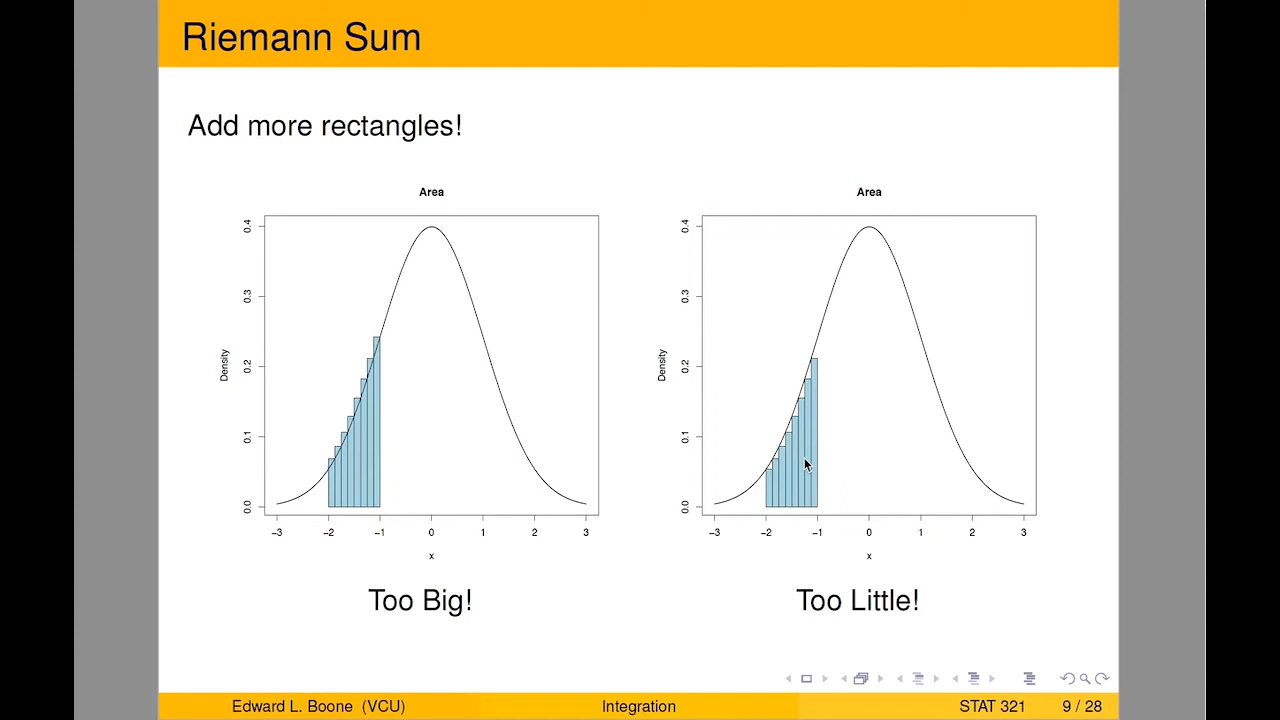 Riemann Sum
Add more rectangles!
Area
Area
0.4
0.3
0.2
0.1
0.0
Density
−3 −2 −1 0 1 2 3
x
0.4
0.3
0.2
0.1
0.0
Density
−3 −2 −1 0 1 2 3
x
Too Big!
Too Little!
Edward L. Boone (VCU) Integration STAT 321 9 / 28